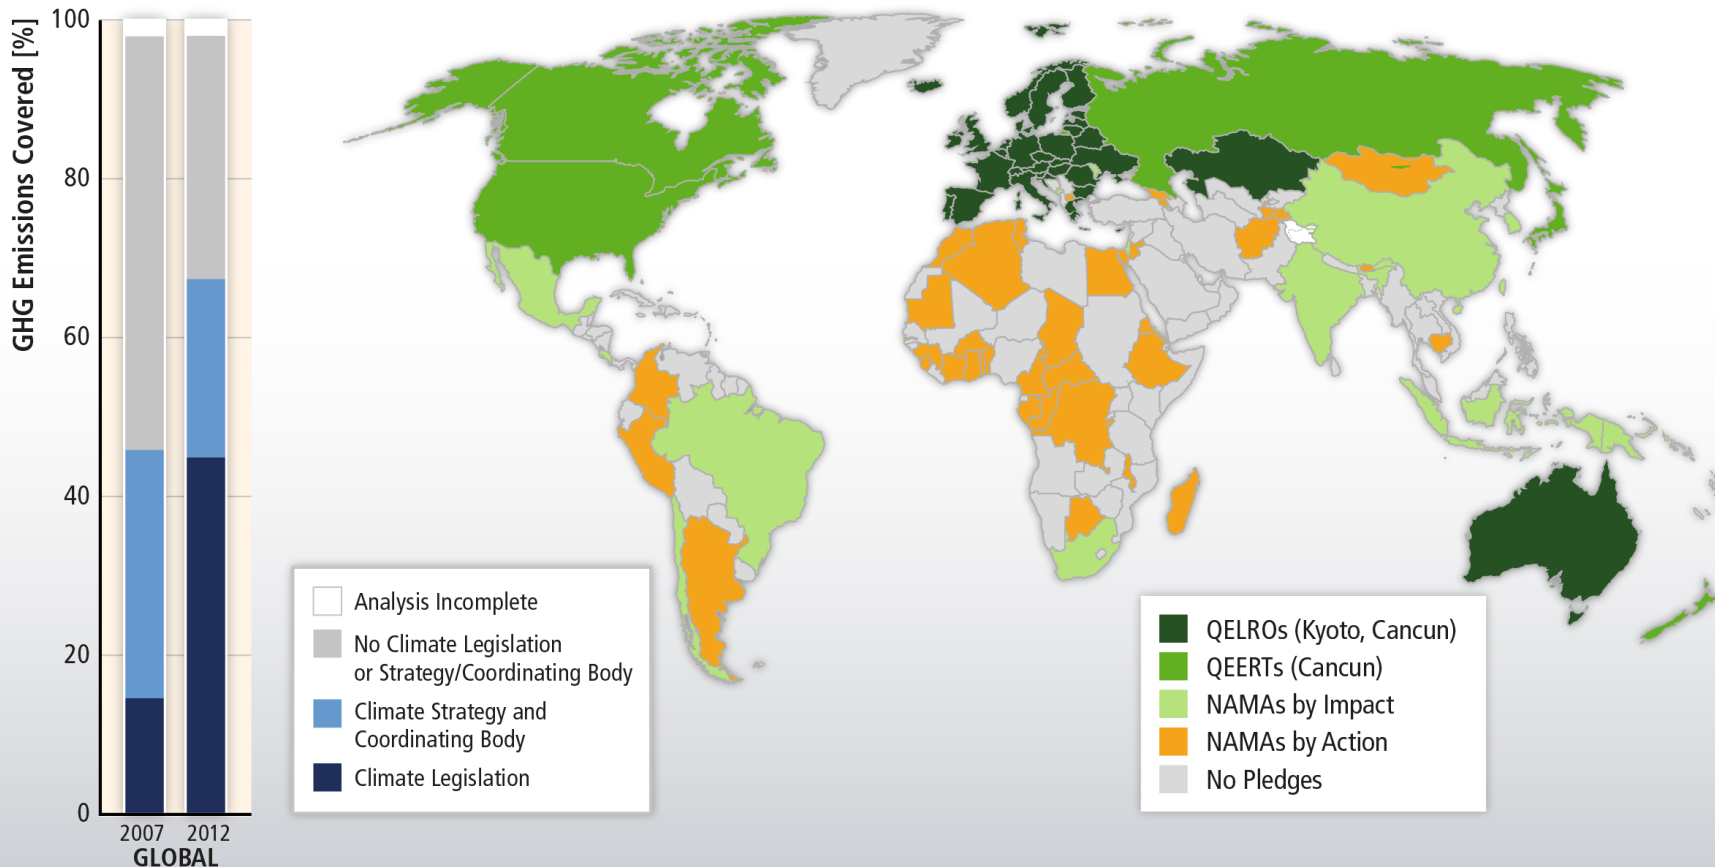 GHG Emissions Covered [%]
100
80
60
40
20
0
2007 2012
GLOBAL
Analysis Incomplete
No Climate Legislation
or Strategy/Coordinating Body
Climate Strategy and
Coordinating Body
Climate Legislation
QELROs (Kyoto, Cancun)
QEERTs (Cancun)
NAMAs by Impact
NAMAs by Action
No Pledges